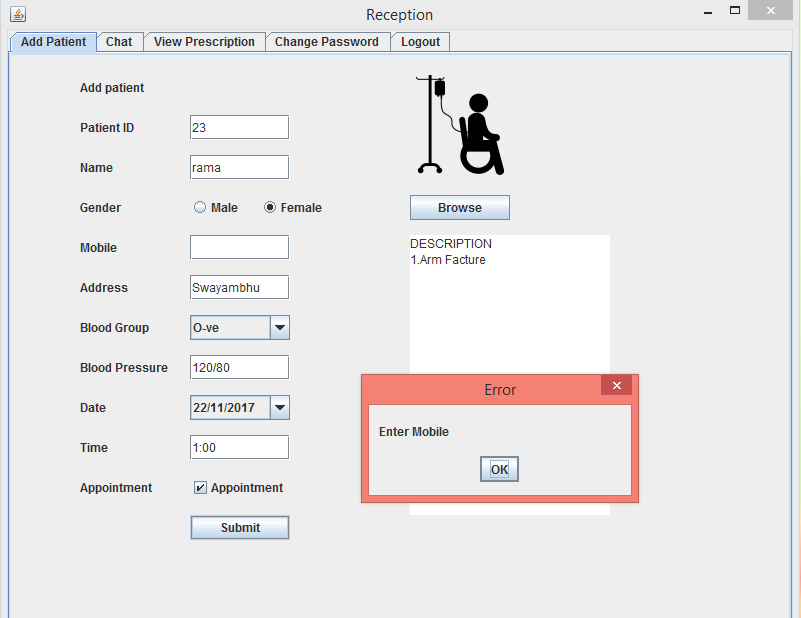 Reception
Add Patient Chat View Prescription Change Password Logout
Add patient
Patient ID 23
Name rama
Gender Male Female
Browse
Mobile
DESCRIPTION
1.Arm Facture
Address Swayambhu
Blood Group O-ve
Blood Pressure 120/80
Date 22/11/2017
Time 1:00
Appointment Appointment
Submit
Error
Enter Mobile
OK